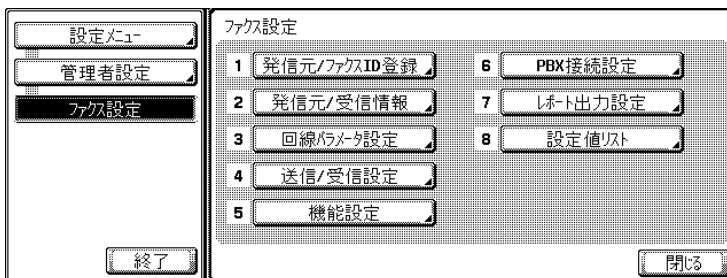 設定メニュー
管理者設定
ファクス設定
終了
ファクス設定
1 発信元/ファクスID登録
2 発信元/受信情報
3 回線パラメータ設定
4 送信/受信設定
5 機能設定
6 PBX接続設定
7 レポート出力設定
8 設定値リスト
閉じる